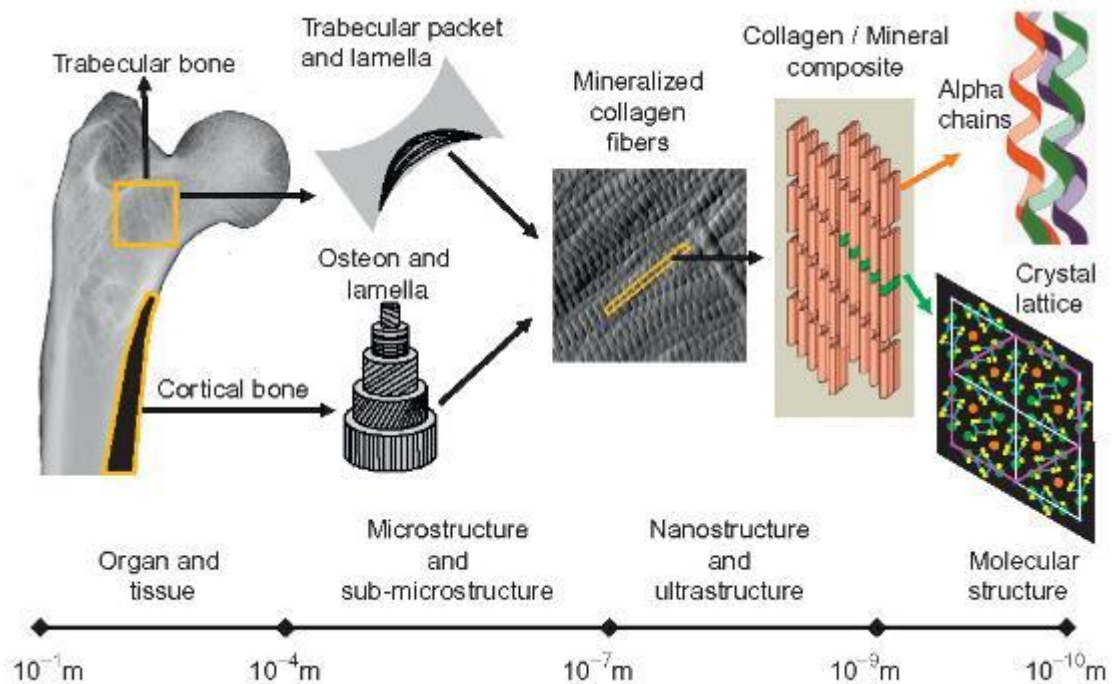 Trabecular bone
Trabecular packet
and lamella
Mineralized
collagen
fibers
Collagen / Mineral
composite
Alpha
chains
Osteon and
lamella
Crystal
lattice
Cortical bone
Organ and
tissue
Microstructure
and
sub-microstructure
Nanostructure
and
ultrastructure
Molecular
structure
10⁻¹m
10⁻⁴m
10⁻⁷m
10⁻⁹m
10⁻¹⁰m